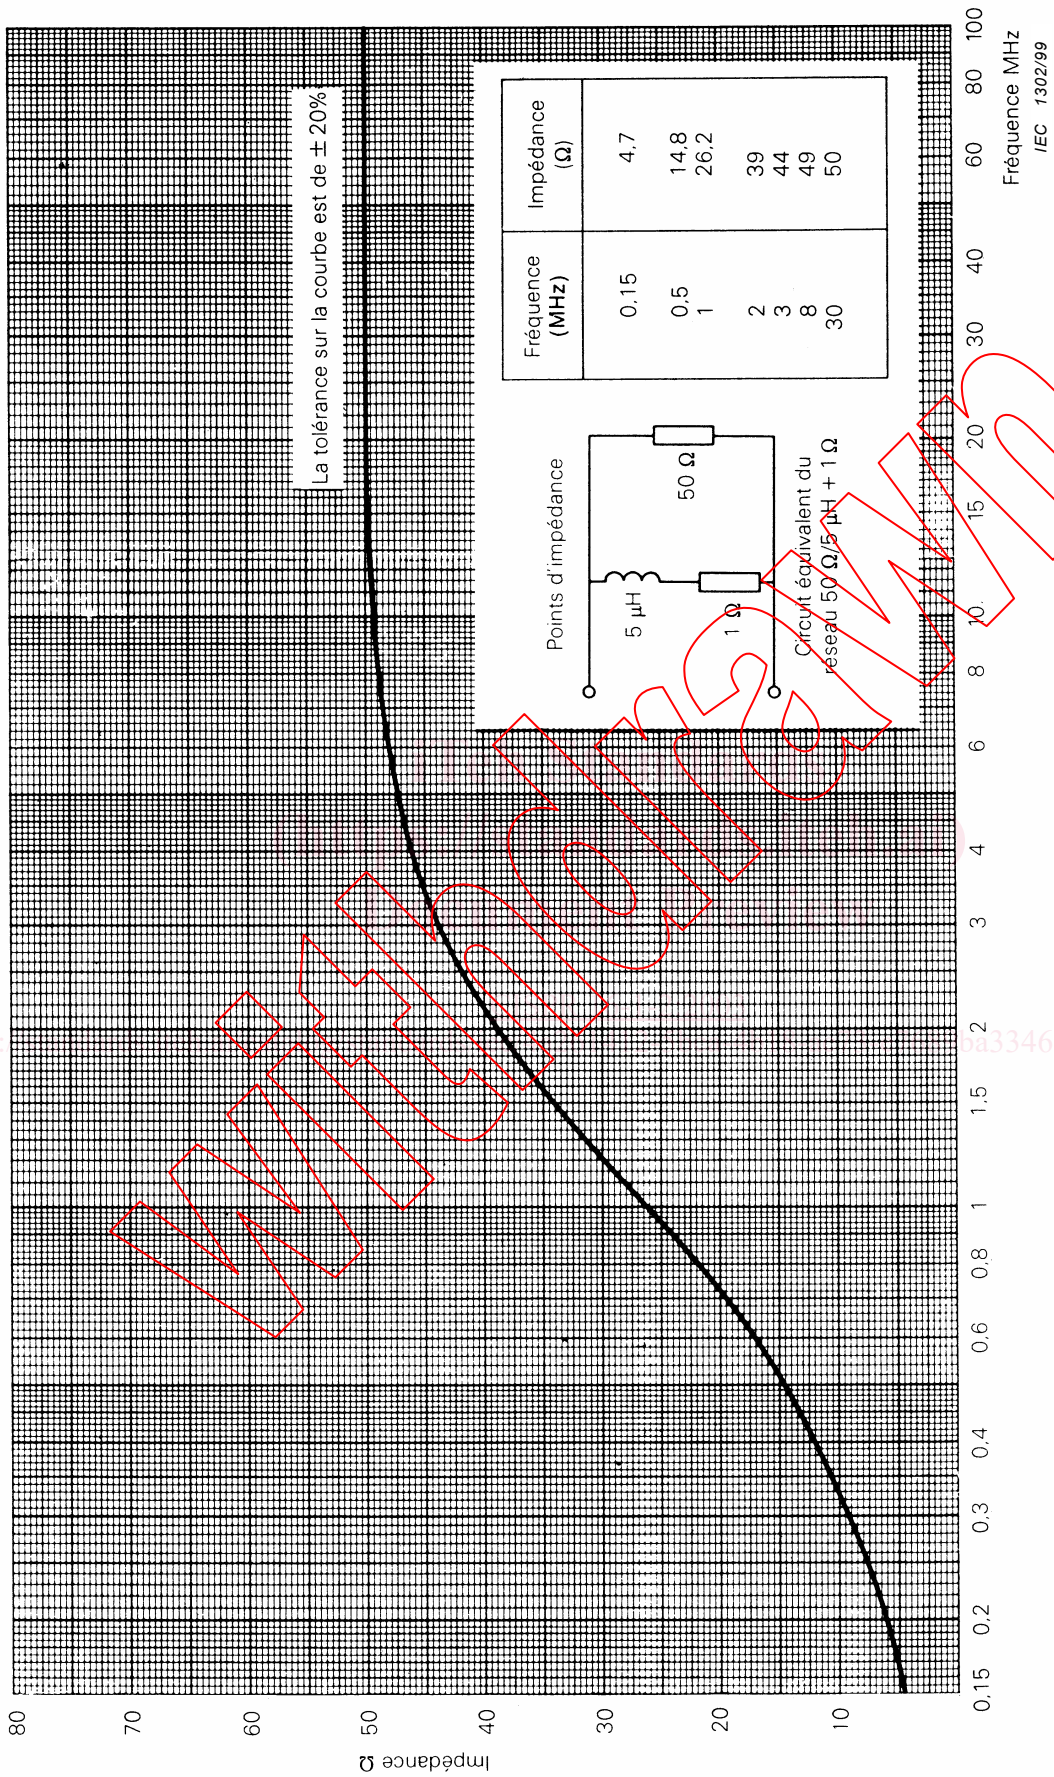 80
70
60
50
40
30
20
10
Impédance Ω
La tolérance sur la courbe est de ± 20%
Points d'impédance
5 µH
1 Ω
50 Ω
Circuit équivalent du
réseau 50 Ω/5 µH + 1 Ω
Fréquence (MHz) Impédance (Ω)
0,15 4,7
0,5 14,8
1 26,2
2 39
3 44
8 49
30 50
0,15 0,2 0,3 0,4 0,6 0,8 1 1,5 2 3 4 6 8 10 15 20 30 40 60 80 100
Fréquence MHz
IEC 1302/99
Withdrawn
ba3346